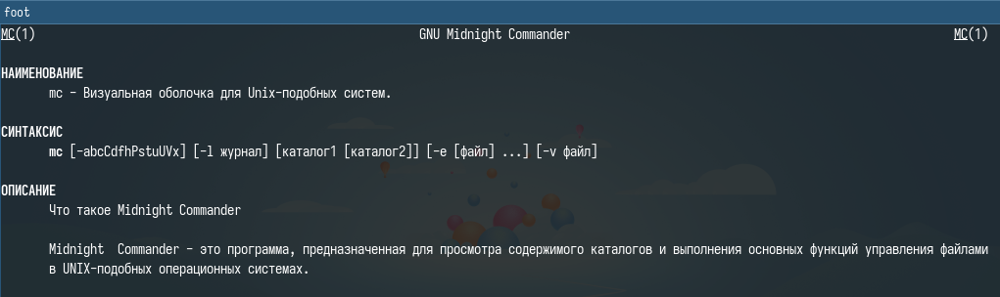 foot
MC(1) GNU Midnight Commander MC(1)
НАИМЕНОВАНИЕ
mc - Визуальная оболочка для Unix-подобных систем.
СИНТАКСИС
mc [-abcCdfhPstuUVx] [-l журнал] [каталог1 [каталог2]] [-e [файл] ...] [-v файл]
ОПИСАНИЕ
Что такое Midnight Commander
Midnight Commander - это программа, предназначенная для просмотра содержимого каталогов и выполнения основных функций управления файлами
в UNIX-подобных операционных системах.